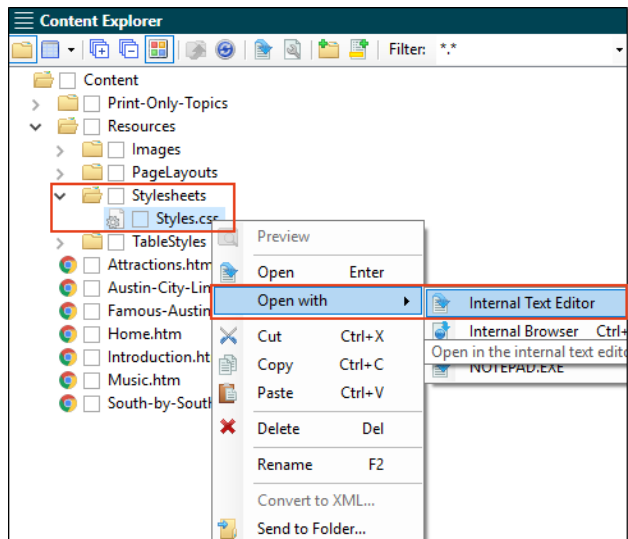 Content Explorer
Filter: *.*
Content
Print-Only-Topics
Resources
Images
PageLayouts
Stylesheets
Styles.css
TableStyles
Attractions.htm
Austin-City-Lin
Famous-Austin
Home.htm
Introduction.ht
Music.htm
South-by-South
Preview
Open Enter
Open with
Cut Ctrl+X
Copy Ctrl+C
Paste Ctrl+V
Delete Del
Rename F2
Convert to XML...
Send to Folder...
Internal Text Editor
Internal Browser Ctrl+
Open in the internal text edito
NOTEPAD.EXE